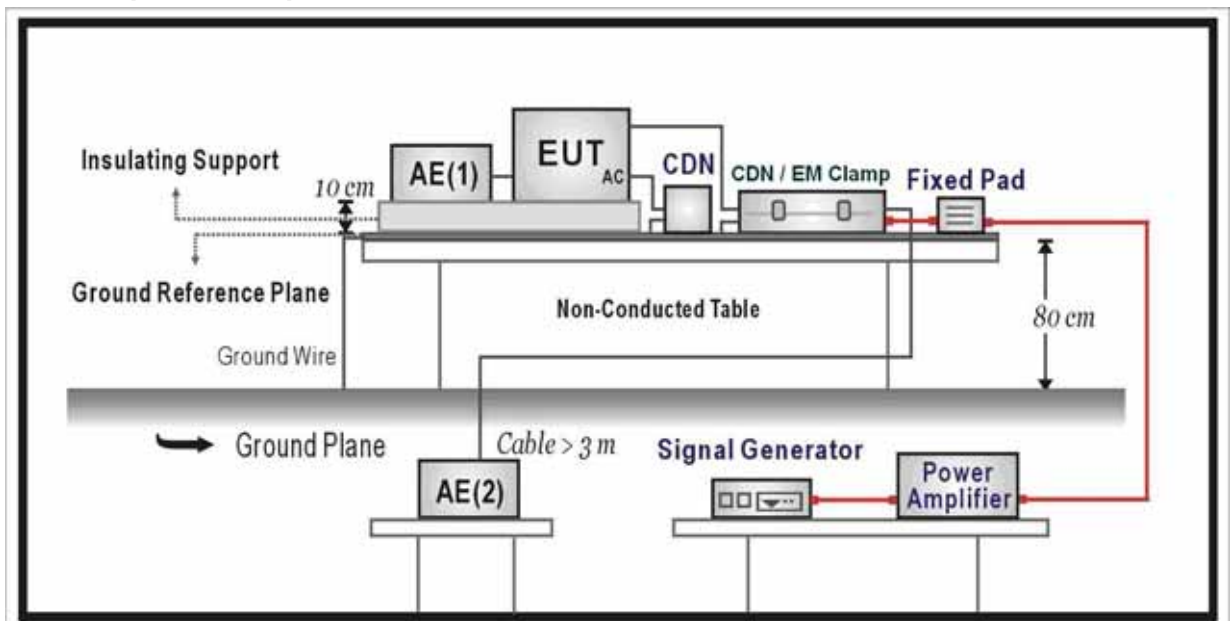 Insulating Support
10 cm
AE(1)
EUT
AC
CDN
CDN / EM Clamp
Fixed Pad
Ground Reference Plane
Non-Conducted Table
80 cm
Ground Wire
Ground Plane
Cable > 3 m
AE(2)
Signal Generator
Power
Amplifier